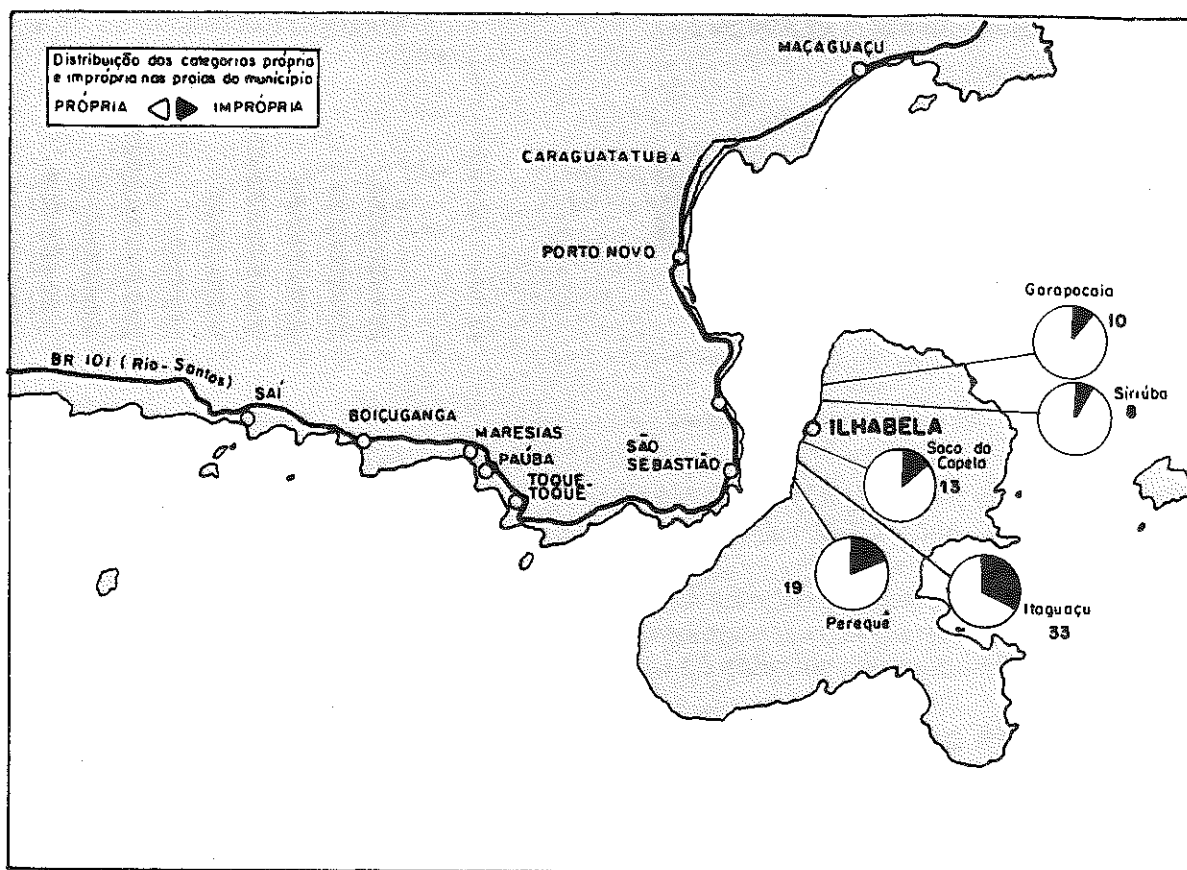 Distribuição das categorias própria
e imprópria nas praias do município
PRÓPRIA IMPRÓPRIA
MAÇAGUAÇU
CARAGUATATUBA
PORTO NOVO
BR 101 (Rio-Santos)
SAÍ
BOIÇUGANGA
MARESIAS
PAÚBA
TOQUE-
TOQUE
SÃO
SEBASTIÃO
ILHABELA
Garapocaia
10
Siriúba
8
Saco da
Capela
13
19
Perequê
Itaguaçu
33